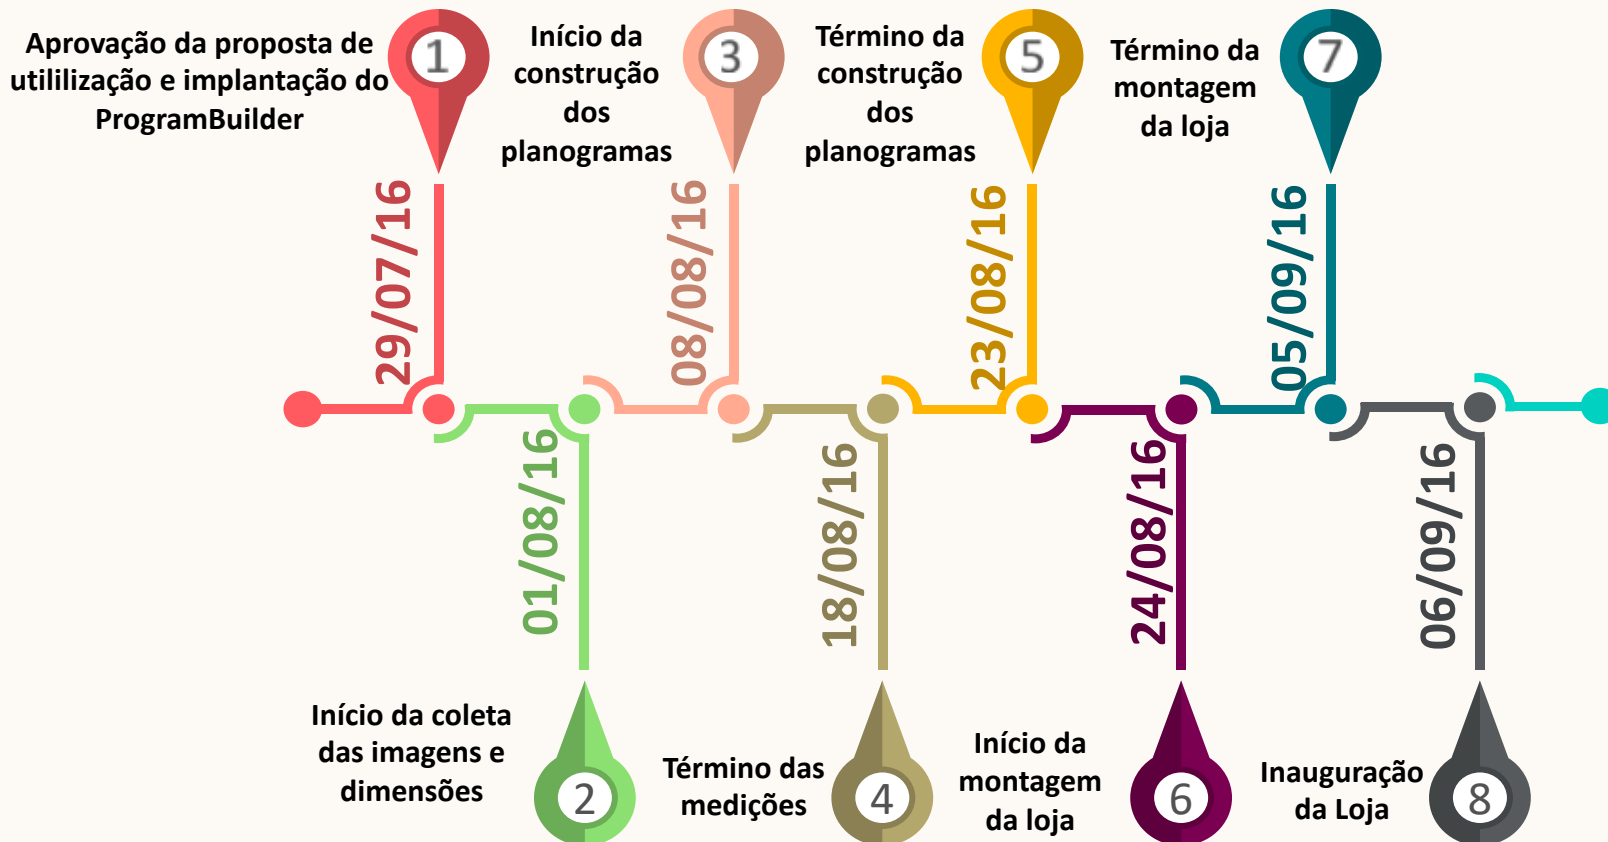 Aprovação da proposta de
utililização e implantação do
ProgramBuilder
1
29/07/16
Início da coleta
das imagens e
dimensões
2
01/08/16
Início da
construção
dos
planogramas
3
08/08/16
Término das
medições
4
18/08/16
Término da
construção
dos
planogramas
5
23/08/16
Início da
montagem
da loja
6
24/08/16
Término da
montagem
da loja
7
05/09/16
Inauguração
da Loja
8
06/09/16